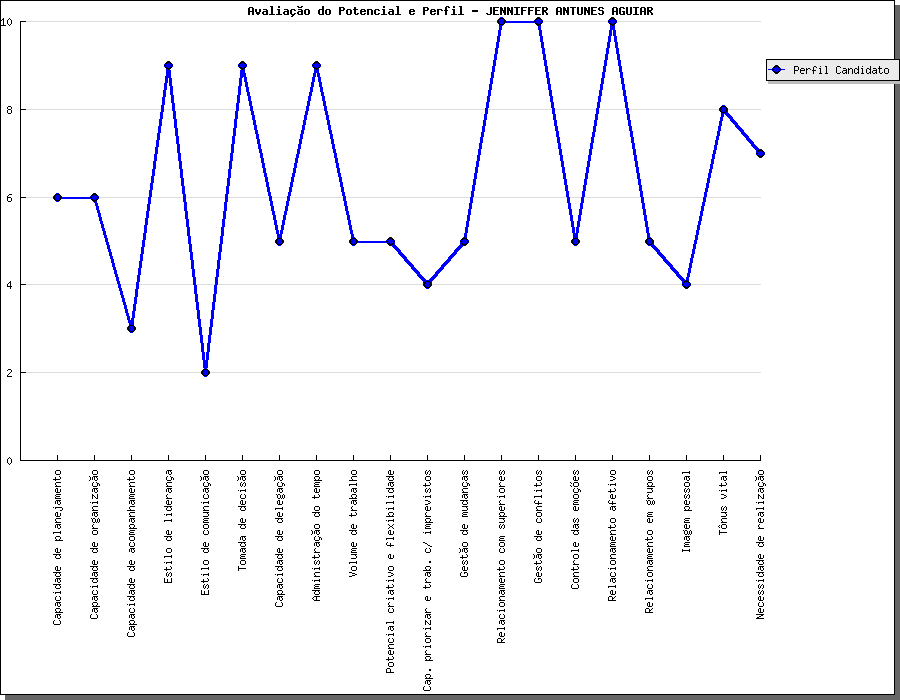 Avaliação do Potencial e Perfil - JENNIFFER ANTUNES AGUIAR
10
8
6
4
2
0
Perfil Candidato
Capacidade de planejamento
Capacidade de organização
Capacidade de acompanhamento
Estilo de liderança
Estilo de comunicação
Tomada de decisão
Capacidade de delegação
Administração do tempo
Volume de trabalho
Potencial criativo e flexibilidade
Cap. priorizar e trab. c/ imprevistos
Gestão de mudanças
Relacionamento com superiores
Gestão de conflitos
Controle das emoções
Relacionamento afetivo
Relacionamento em grupos
Imagem pessoal
Tônus vital
Necessidade de realização